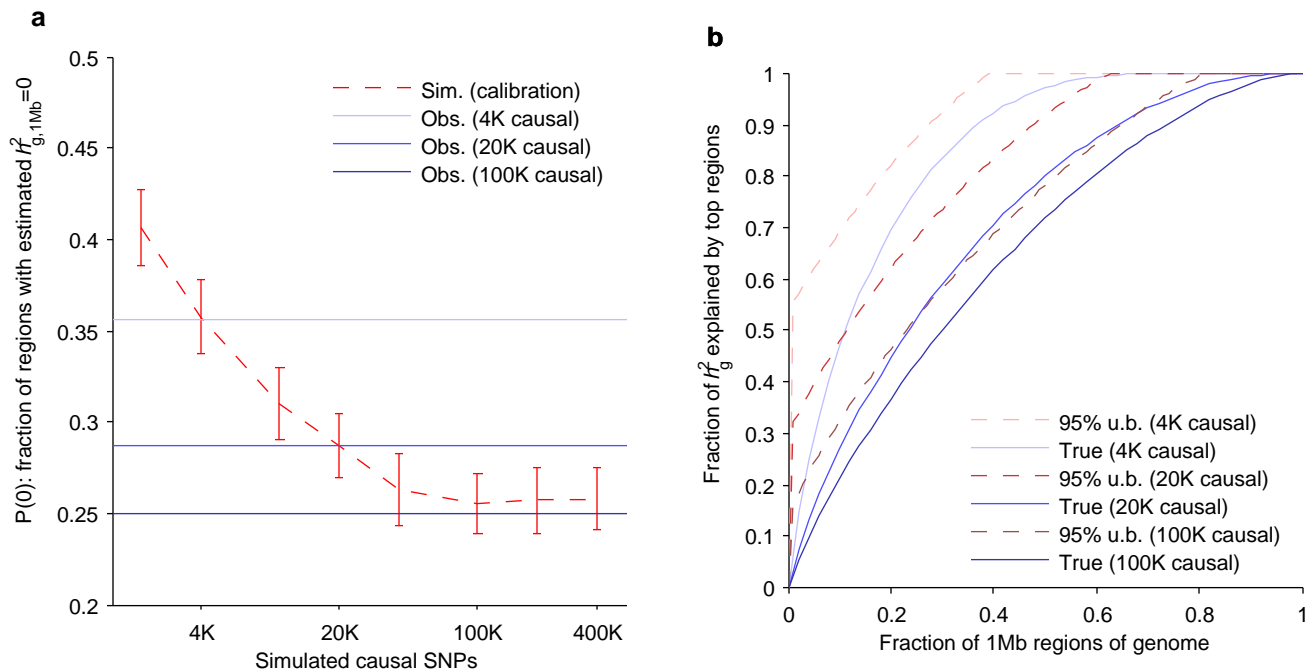 a
0.5
0.45
0.4
0.35
0.3
0.25
0.2
P(0): fraction of regions with estimated h²g,1Mb=0
Sim. (calibration)
Obs. (4K causal)
Obs. (20K causal)
Obs. (100K causal)
4K
20K
100K
400K
Simulated causal SNPs
b
1
0.9
0.8
0.7
0.6
0.5
0.4
0.3
0.2
0.1
0
Fraction of h²g explained by top regions
95% u.b. (4K causal)
True (4K causal)
95% u.b. (20K causal)
True (20K causal)
95% u.b. (100K causal)
True (100K causal)
0
0.2
0.4
0.6
0.8
1
Fraction of 1Mb regions of genome